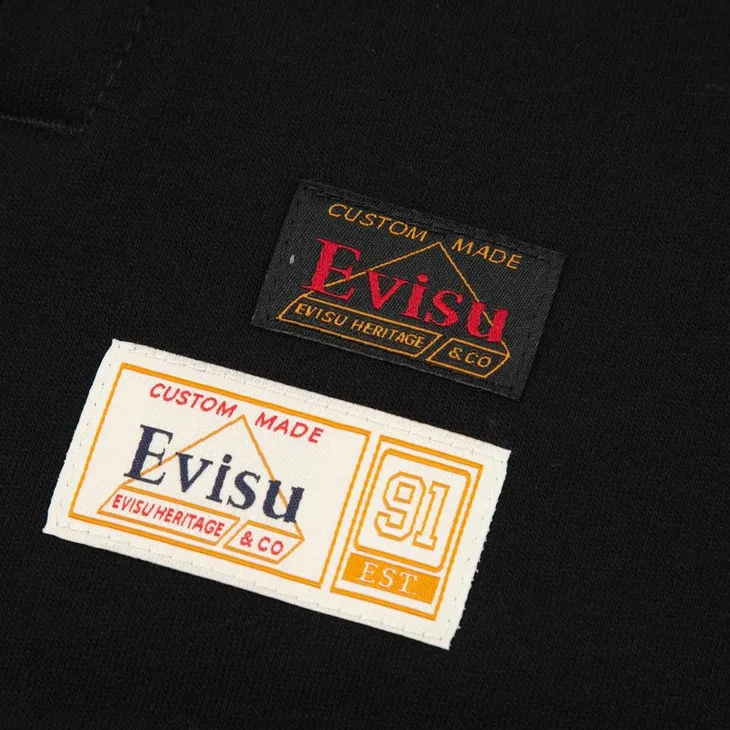 CUSTOM MADE
Evisu
EVISU HERITAGE & CO
CUSTOM MADE
Evisu
EVISU HERITAGE & CO
91
EST.